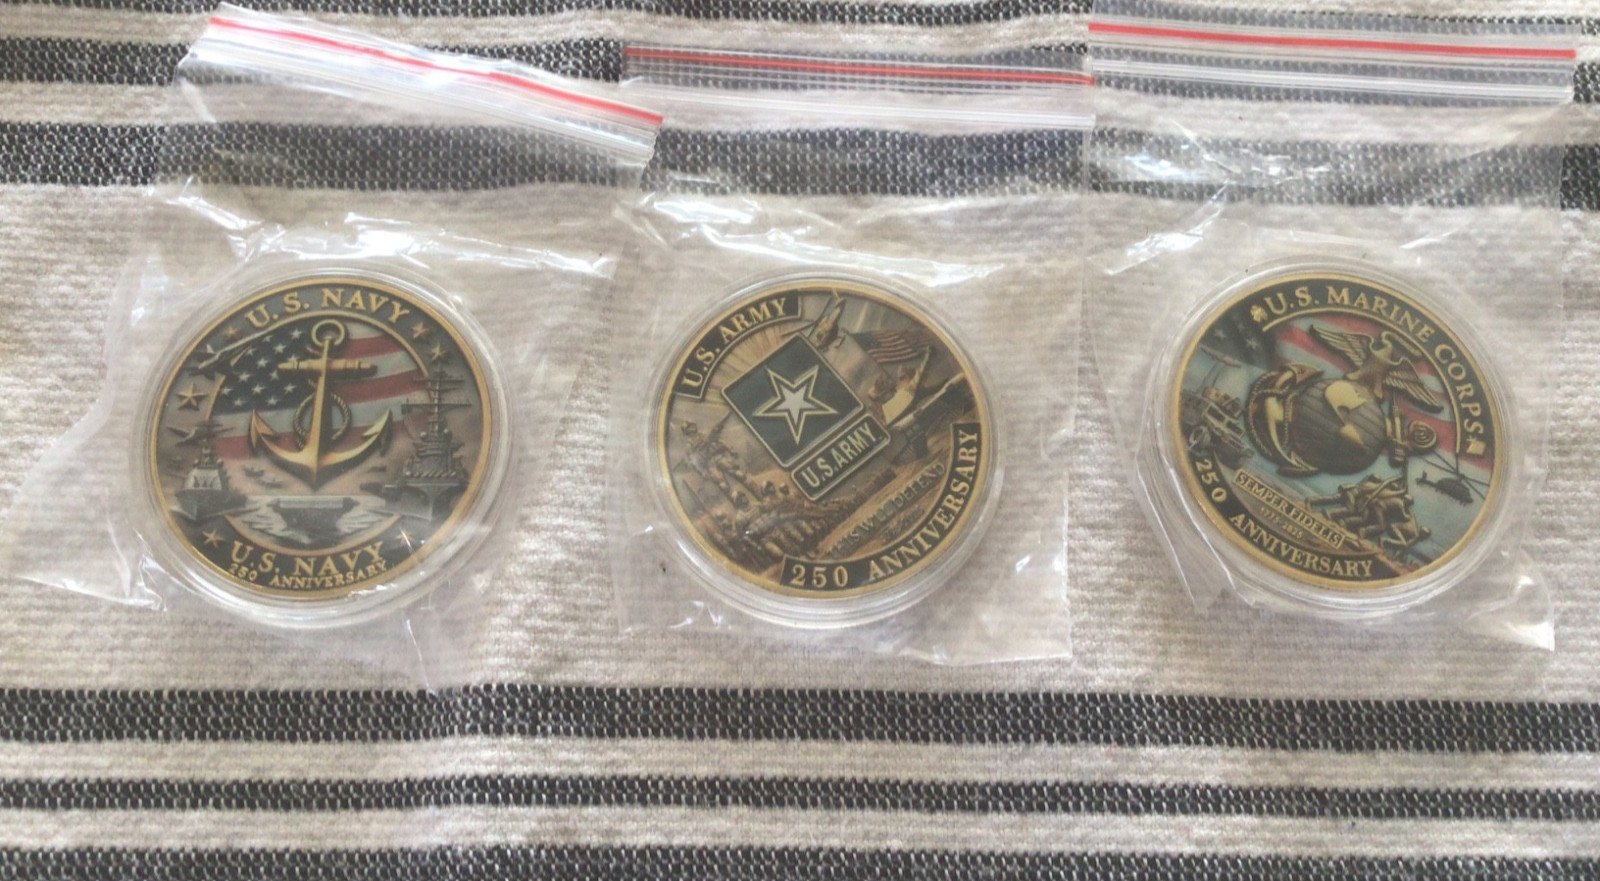 U.S. NAVY
U.S. NAVY
250 ANNIVERSARY
U.S. ARMY
U.S.ARMY
250 ANNIVERSARY
U.S. MARINE CORPS
SEMPER FIDELIS
250 ANNIVERSARY